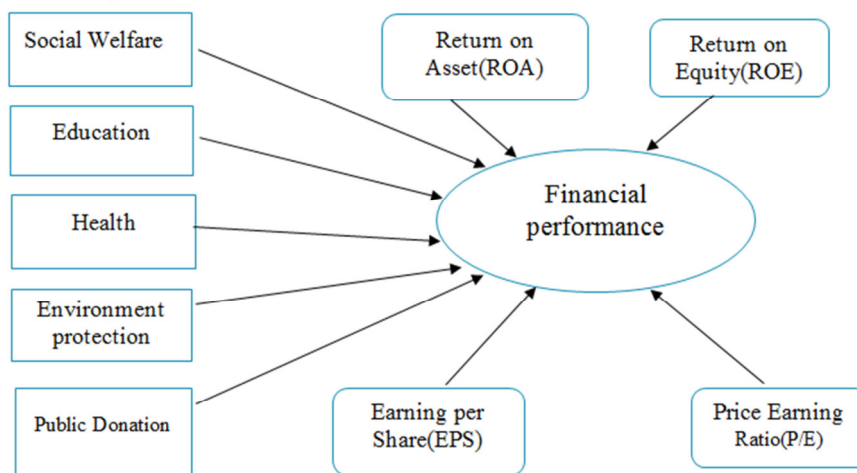 Social Welfare
Education
Health
Environment
protection
Public Donation
Return on
Asset(ROA)
Return on
Equity(ROE)
Financial
performance
Earning per
Share(EPS)
Price Earning
Ratio(P/E)